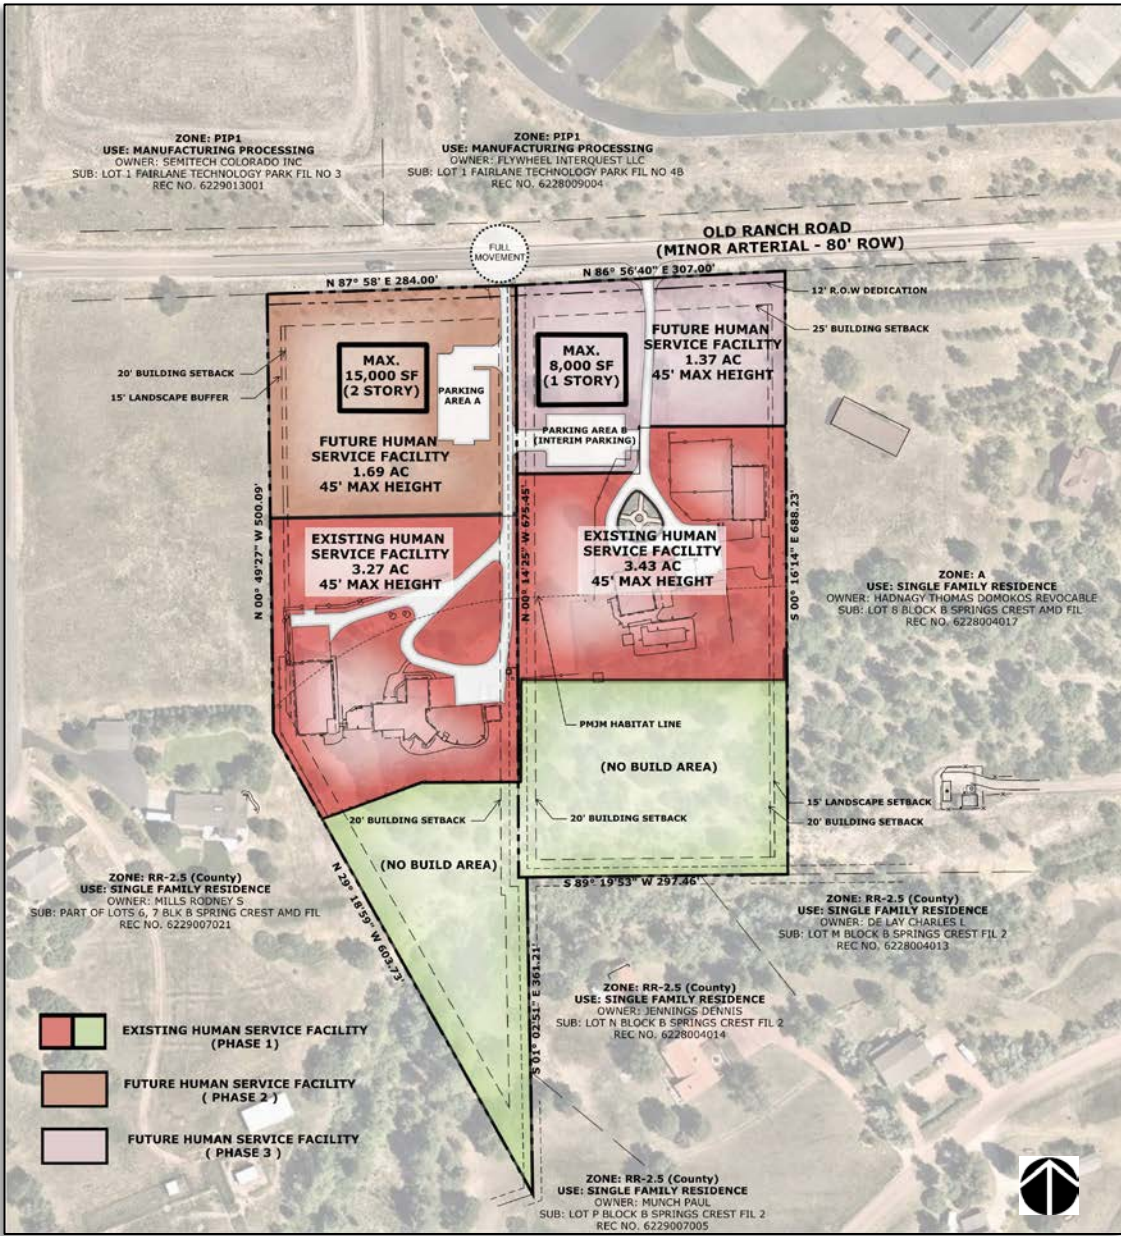 ZONE: PIP1
USE: MANUFACTURING PROCESSING
OWNER: SEMITECH COLORADO INC
SUB: LOT 1 FAIRLANE TECHNOLOGY PARK FIL NO 3
REC NO. 6229013001
ZONE: PIP1
USE: MANUFACTURING PROCESSING
OWNER: FLYWHEEL INTERQUEST LLC
SUB: LOT 1 FAIRLANE TECHNOLOGY PARK FIL NO 4B
REC NO. 6228009004
OLD RANCH ROAD
(MINOR ARTERIAL - 80' ROW)
FULL
MOVEMENT
N 87° 58' E 284.00'
N 86° 56'40" E 307.00'
12' R.O.W DEDICATION
25' BUILDING SETBACK
20' BUILDING SETBACK
15' LANDSCAPE BUFFER
MAX.
15,000 SF
(2 STORY)
PARKING
AREA A
FUTURE HUMAN
SERVICE FACILITY
1.69 AC
45' MAX HEIGHT
MAX.
8,000 SF
(1 STORY)
FUTURE HUMAN
SERVICE FACILITY
1.37 AC
45' MAX HEIGHT
PARKING AREA B
(INTERIM PARKING)
N 00° 49'27" W 500.09'
N 00° 14'25" W 675.45'
S 00° 16'14" E 688.23'
EXISTING HUMAN
SERVICE FACILITY
3.27 AC
45' MAX HEIGHT
EXISTING HUMAN
SERVICE FACILITY
3.43 AC
45' MAX HEIGHT
ZONE: A
USE: SINGLE FAMILY RESIDENCE
OWNER: HADNAGY THOMAS DOMOKOS REVOCABLE
SUB: LOT 8 BLOCK B SPRINGS CREST AMD FIL
REC NO. 6228004017
PMJM HABITAT LINE
(NO BUILD AREA)
15' LANDSCAPE SETBACK
20' BUILDING SETBACK
20' BUILDING SETBACK
20' BUILDING SETBACK
(NO BUILD AREA)
S 89° 19'53" W 297.46'
N 29° 18'59" W 603.73'
S 01° 02'51" E 361.21'
ZONE: RR-2.5 (County)
USE: SINGLE FAMILY RESIDENCE
OWNER: MILLS RODNEY S
SUB: PART OF LOTS 6, 7 BLK B SPRING CREST AMD FIL
REC NO. 6229007021
ZONE: RR-2.5 (County)
USE: SINGLE FAMILY RESIDENCE
OWNER: DE LAY CHARLES L
SUB: LOT M BLOCK B SPRINGS CREST FIL 2
REC NO. 6228004013
ZONE: RR-2.5 (County)
USE: SINGLE FAMILY RESIDENCE
OWNER: JENNINGS DENNIS
SUB: LOT N BLOCK B SPRINGS CREST FIL 2
REC NO. 6228004014
EXISTING HUMAN SERVICE FACILITY
(PHASE 1)
FUTURE HUMAN SERVICE FACILITY
( PHASE 2 )
FUTURE HUMAN SERVICE FACILITY
( PHASE 3 )
ZONE: RR-2.5 (County)
USE: SINGLE FAMILY RESIDENCE
OWNER: MUNCH PAUL
SUB: LOT P BLOCK B SPRINGS CREST FIL 2
REC NO. 6229007005